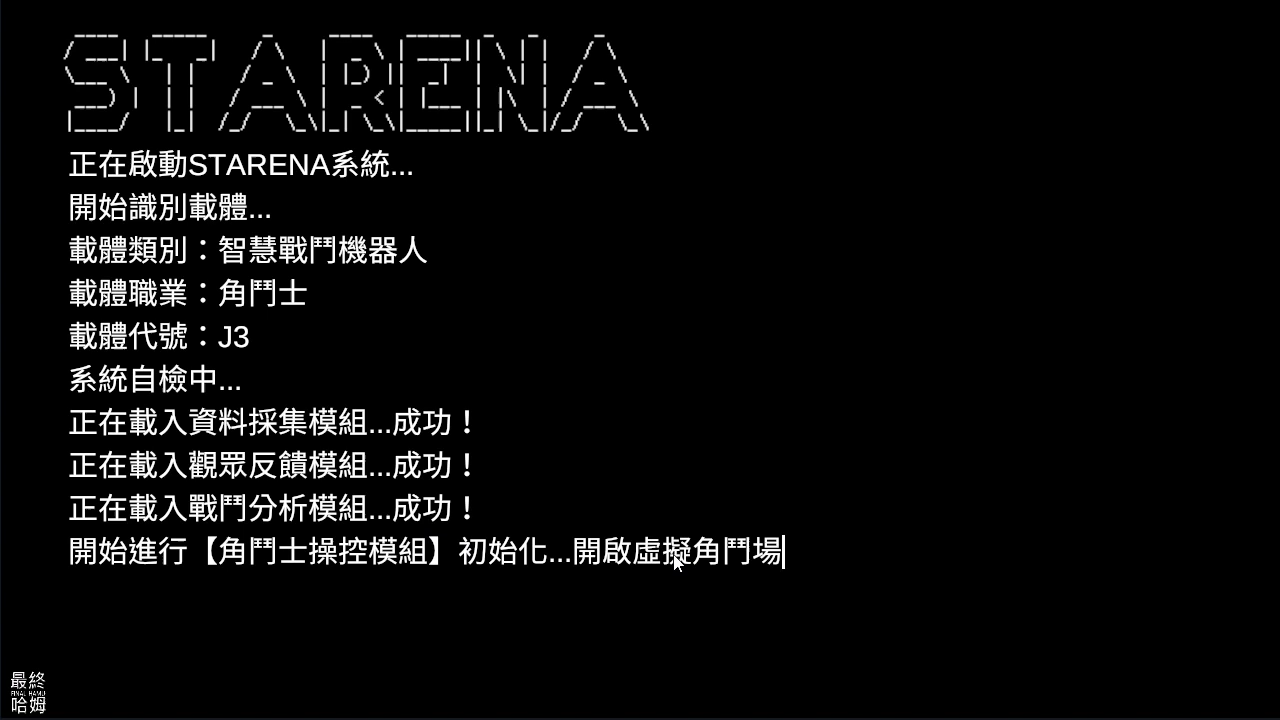 STARENA
正在啟動STARENA系統...
開始識別載體...
載體類別：智慧戰鬥機器人
載體職業：角鬥士
載體代號：J3
系統自檢中...
正在載入資料採集模組...成功！
正在載入觀眾反饋模組...成功！
正在載入戰鬥分析模組...成功！
開始進行【角鬥士操控模組】初始化...開啟虛擬角鬥場
最終
FINAL HAMU
哈姆